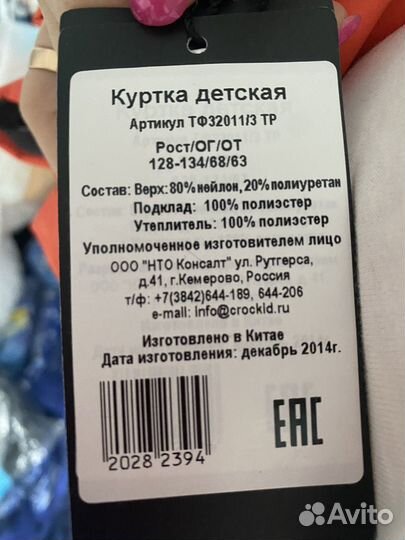 Куртка детская
Артикул ТФ32011/3 ТР
Рост/ОГ/ОТ
128-134/68/63
Состав: Верх: 80% нейлон, 20% полиуретан
Подклад: 100% полиэстер
Утеплитель: 100% полиэстер
Уполномоченное изготовителем лицо
ООО "НТО Консалт" ул. Рутгерса,
д.41, г.Кемерово, Россия
т/ф: +7(3842)644-189, 644-206
e-mail: info@crockid.ru
Изготовлено в Китае
Дата изготовления: декабрь 2014г.
2028 2394
EAC
Avito